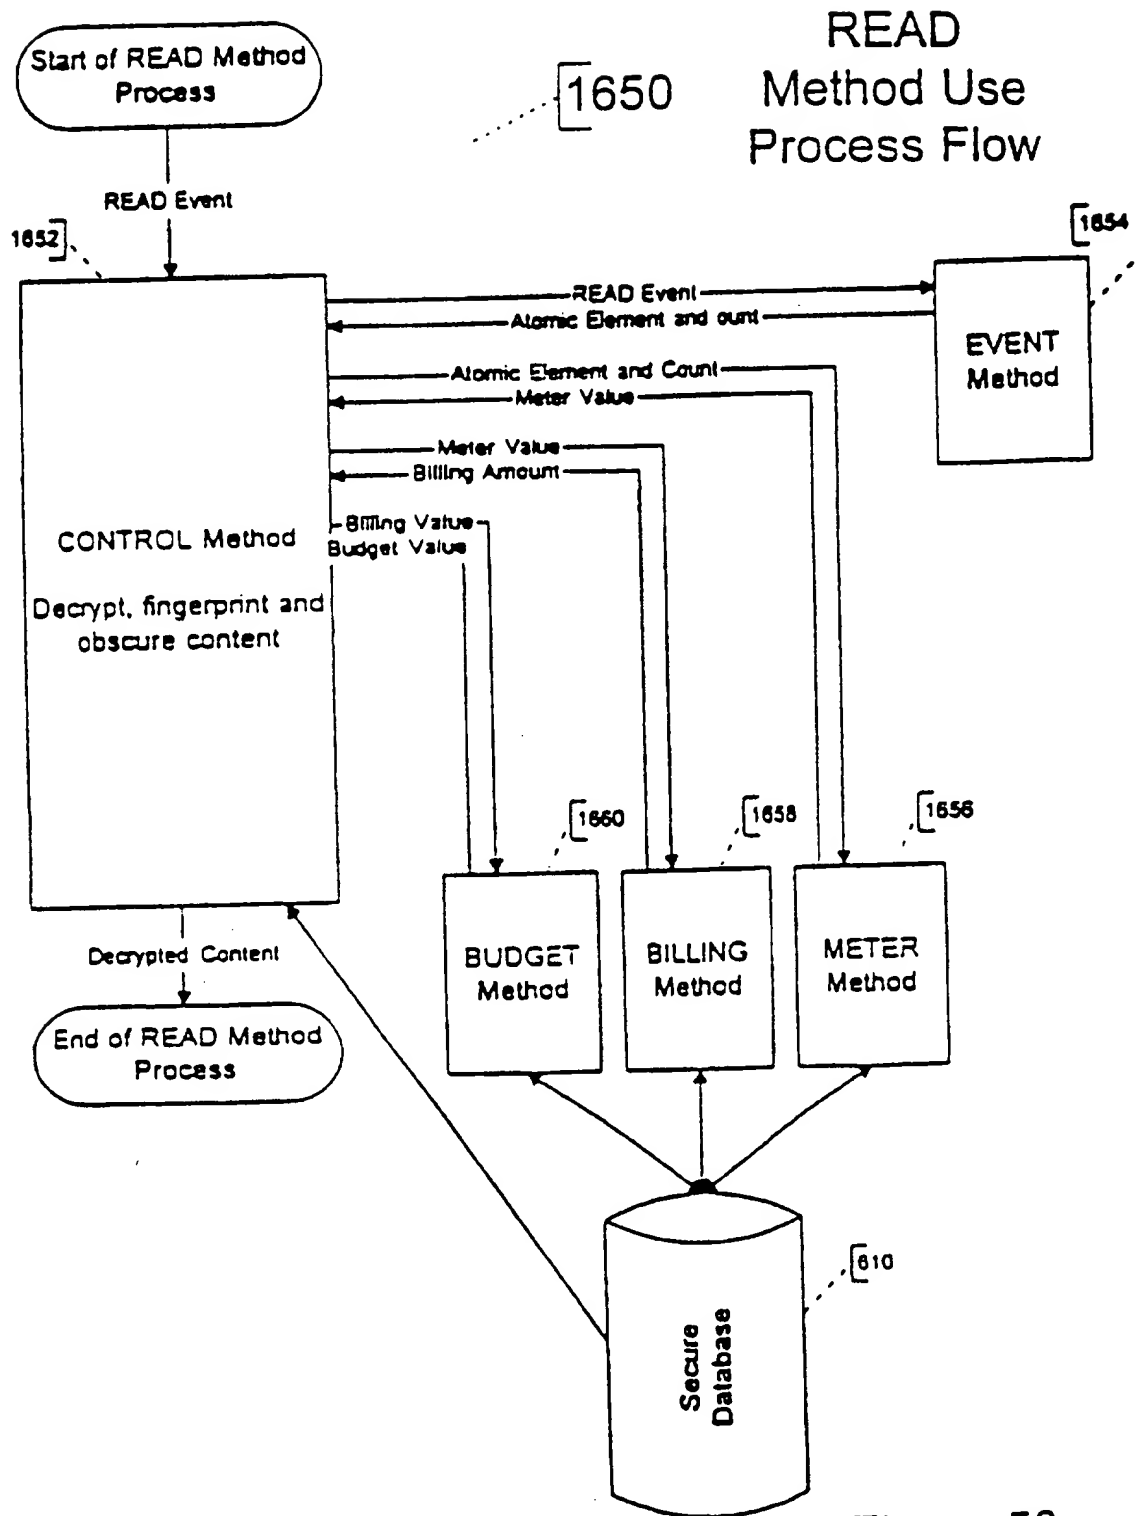 READ
Method Use
Process Flow
1650
Start of READ Method
Process
READ Event
1652
1654
READ Event
Atomic Element and ount
EVENT
Method
Atomic Element and Count
Meter Value
Meter Value
Billing Amount
Billing Value
Budget Value
CONTROL Method
Decrypt, fingerprint and
obscure content
1660
1658
1656
BUDGET
Method
BILLING
Method
METER
Method
Decrypted Content
End of READ Method
Process
610
Secure
Database